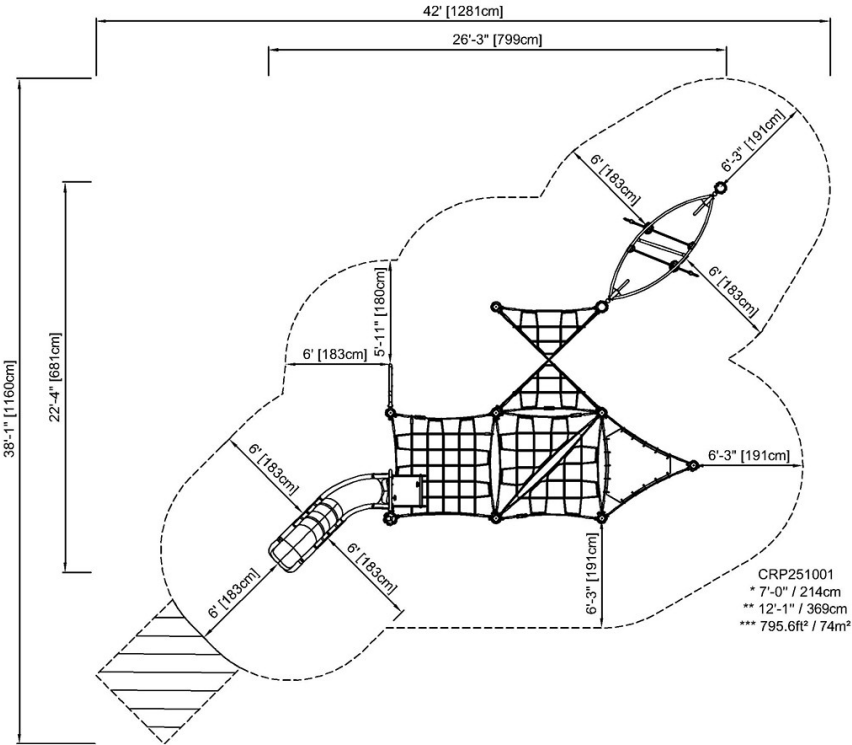 42' [1281cm]
26'-3" [799cm]
6'-3" [191cm]
6' [183cm]
5'-11" [180cm]
6' [183cm]
6' [183cm]
38'-1" [1160cm]
22'-4" [681cm]
6' [183cm]
6'-3" [191cm]
6' [183cm]
6' [183cm]
6'-3" [191cm]
CRP251001
* 7'-0" / 214cm
** 12'-1" / 369cm
*** 795.6ft² / 74m²